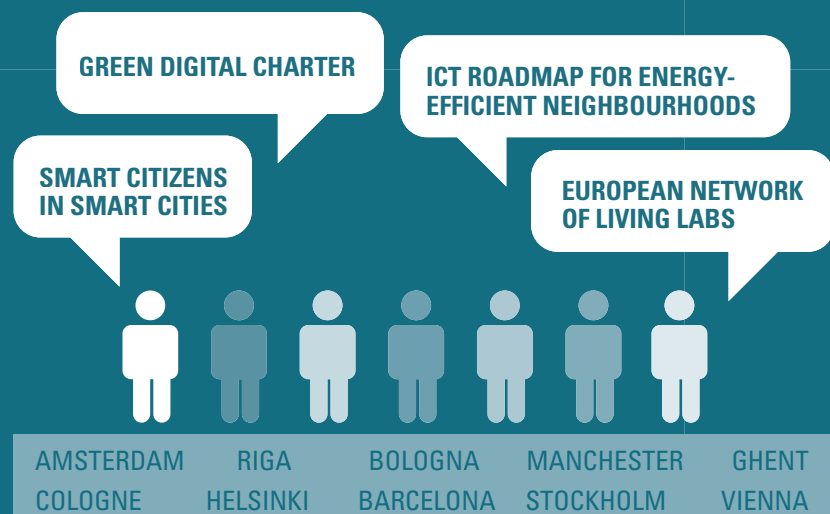 GREEN DIGITAL CHARTER
ICT ROADMAP FOR ENERGY-
EFFICIENT NEIGHBOURHOODS
SMART CITIZENS
IN SMART CITIES
EUROPEAN NETWORK
OF LIVING LABS
AMSTERDAM RIGA BOLOGNA MANCHESTER GHENT
COLOGNE HELSINKI BARCELONA STOCKHOLM VIENNA